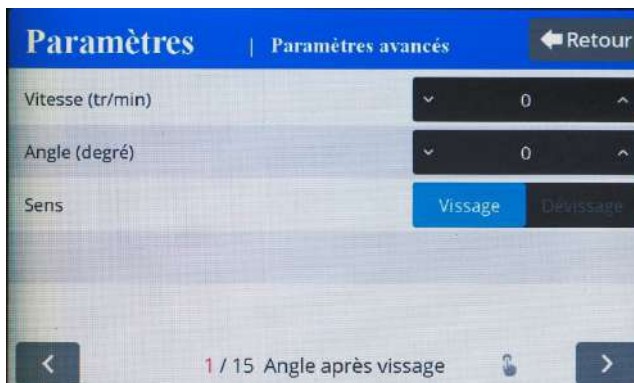 Paramètres | Paramètres avancés Retour
Vitesse (tr/min) 0
Angle (degré) 0
Sens Vissage Dévissage
1 / 15 Angle après vissage